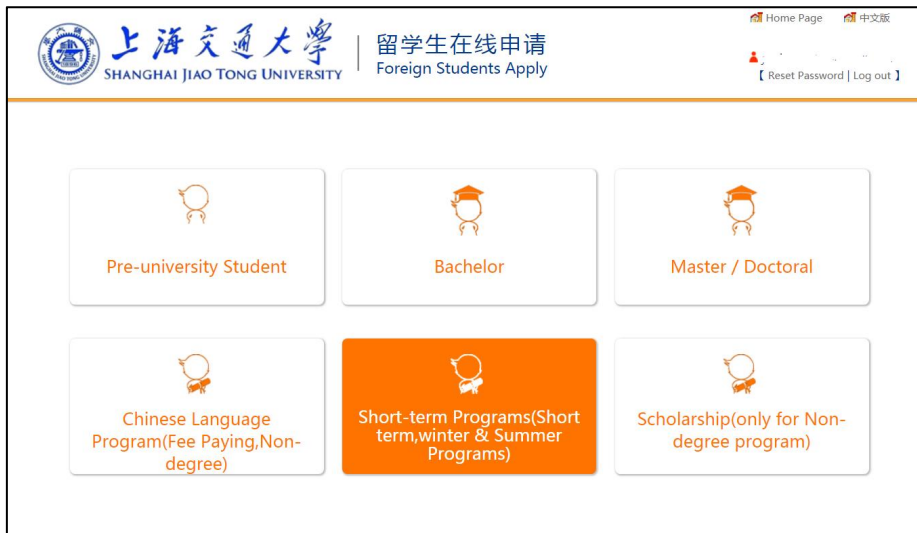 Home Page 中文版
上海交通大學
SHANGHAI JIAO TONG UNIVERSITY
留学生在线申请
Foreign Students Apply
【 Reset Password | Log out 】
Pre-university Student
Bachelor
Master / Doctoral
Chinese Language
Program(Fee Paying,Non-
degree)
Short-term Programs(Short
term,winter & Summer
Programs)
Scholarship(only for Non-
degree program)